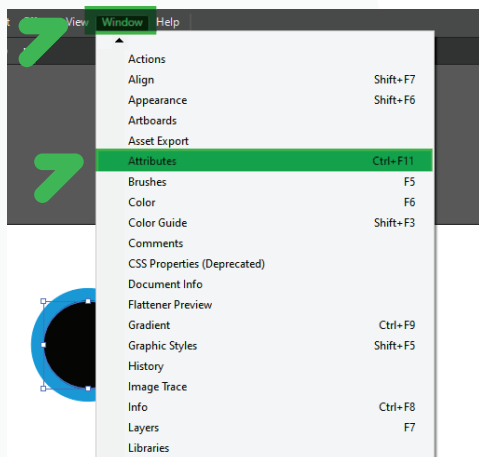 View Window Help
Actions
Align Shift+F7
Appearance Shift+F6
Artboards
Asset Export
Attributes Ctrl+F11
Brushes F5
Color F6
Color Guide Shift+F3
Comments
CSS Properties (Deprecated)
Document Info
Flattener Preview
Gradient Ctrl+F9
Graphic Styles Shift+F5
History
Image Trace
Info Ctrl+F8
Layers F7
Libraries